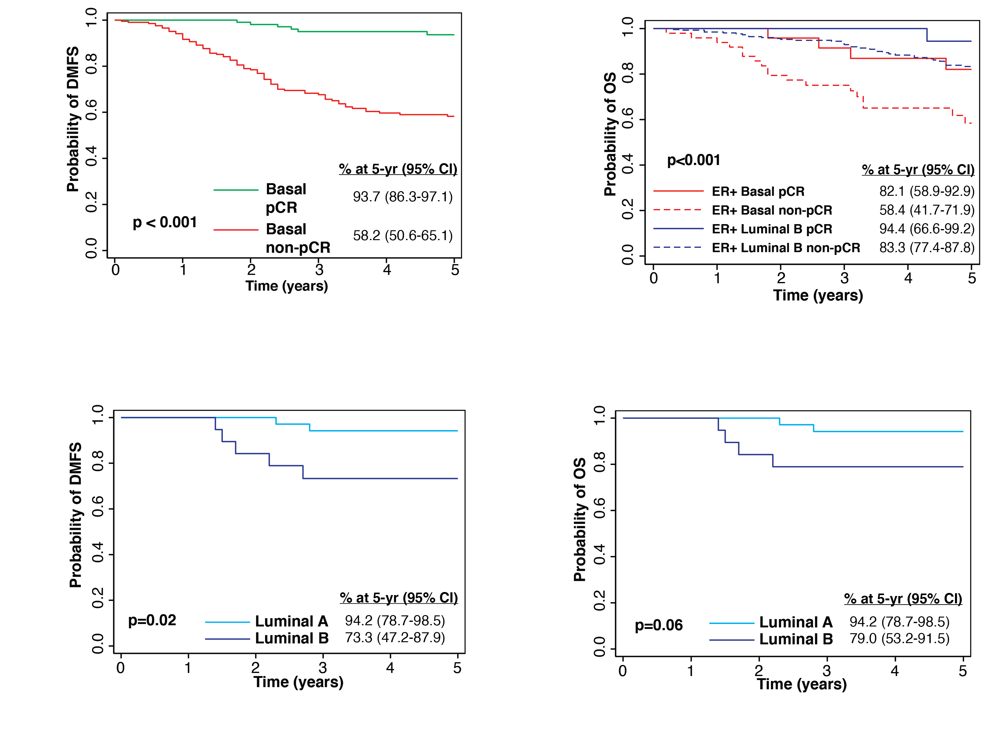 Probability of DMFS
1.0
0.8
0.6
0.4
0.2
0.0
% at 5-yr (95% CI)
Basal
pCR
93.7 (86.3-97.1)
p < 0.001
Basal
non-pCR
58.2 (50.6-65.1)
0 1 2 3 4 5
Time (years)
Probability of OS
1.0
0.8
0.6
0.4
0.2
0.0
p<0.001
% at 5-yr (95% CI)
ER+ Basal pCR 82.1 (58.9-92.9)
ER+ Basal non-pCR 58.4 (41.7-71.9)
ER+ Luminal B pCR 94.4 (66.6-99.2)
ER+ Luminal B non-pCR 83.3 (77.4-87.8)
0 1 2 3 4 5
Time (years)
Probability of DMFS
1.0
0.8
0.6
0.4
0.2
0.0
% at 5-yr (95% CI)
p=0.02
Luminal A 94.2 (78.7-98.5)
Luminal B 73.3 (47.2-87.9)
0 1 2 3 4 5
Time (years)
Probability of OS
1.0
0.8
0.6
0.4
0.2
0.0
% at 5-yr (95% CI)
p=0.06
Luminal A 94.2 (78.7-98.5)
Luminal B 79.0 (53.2-91.5)
0 1 2 3 4 5
Time (years)